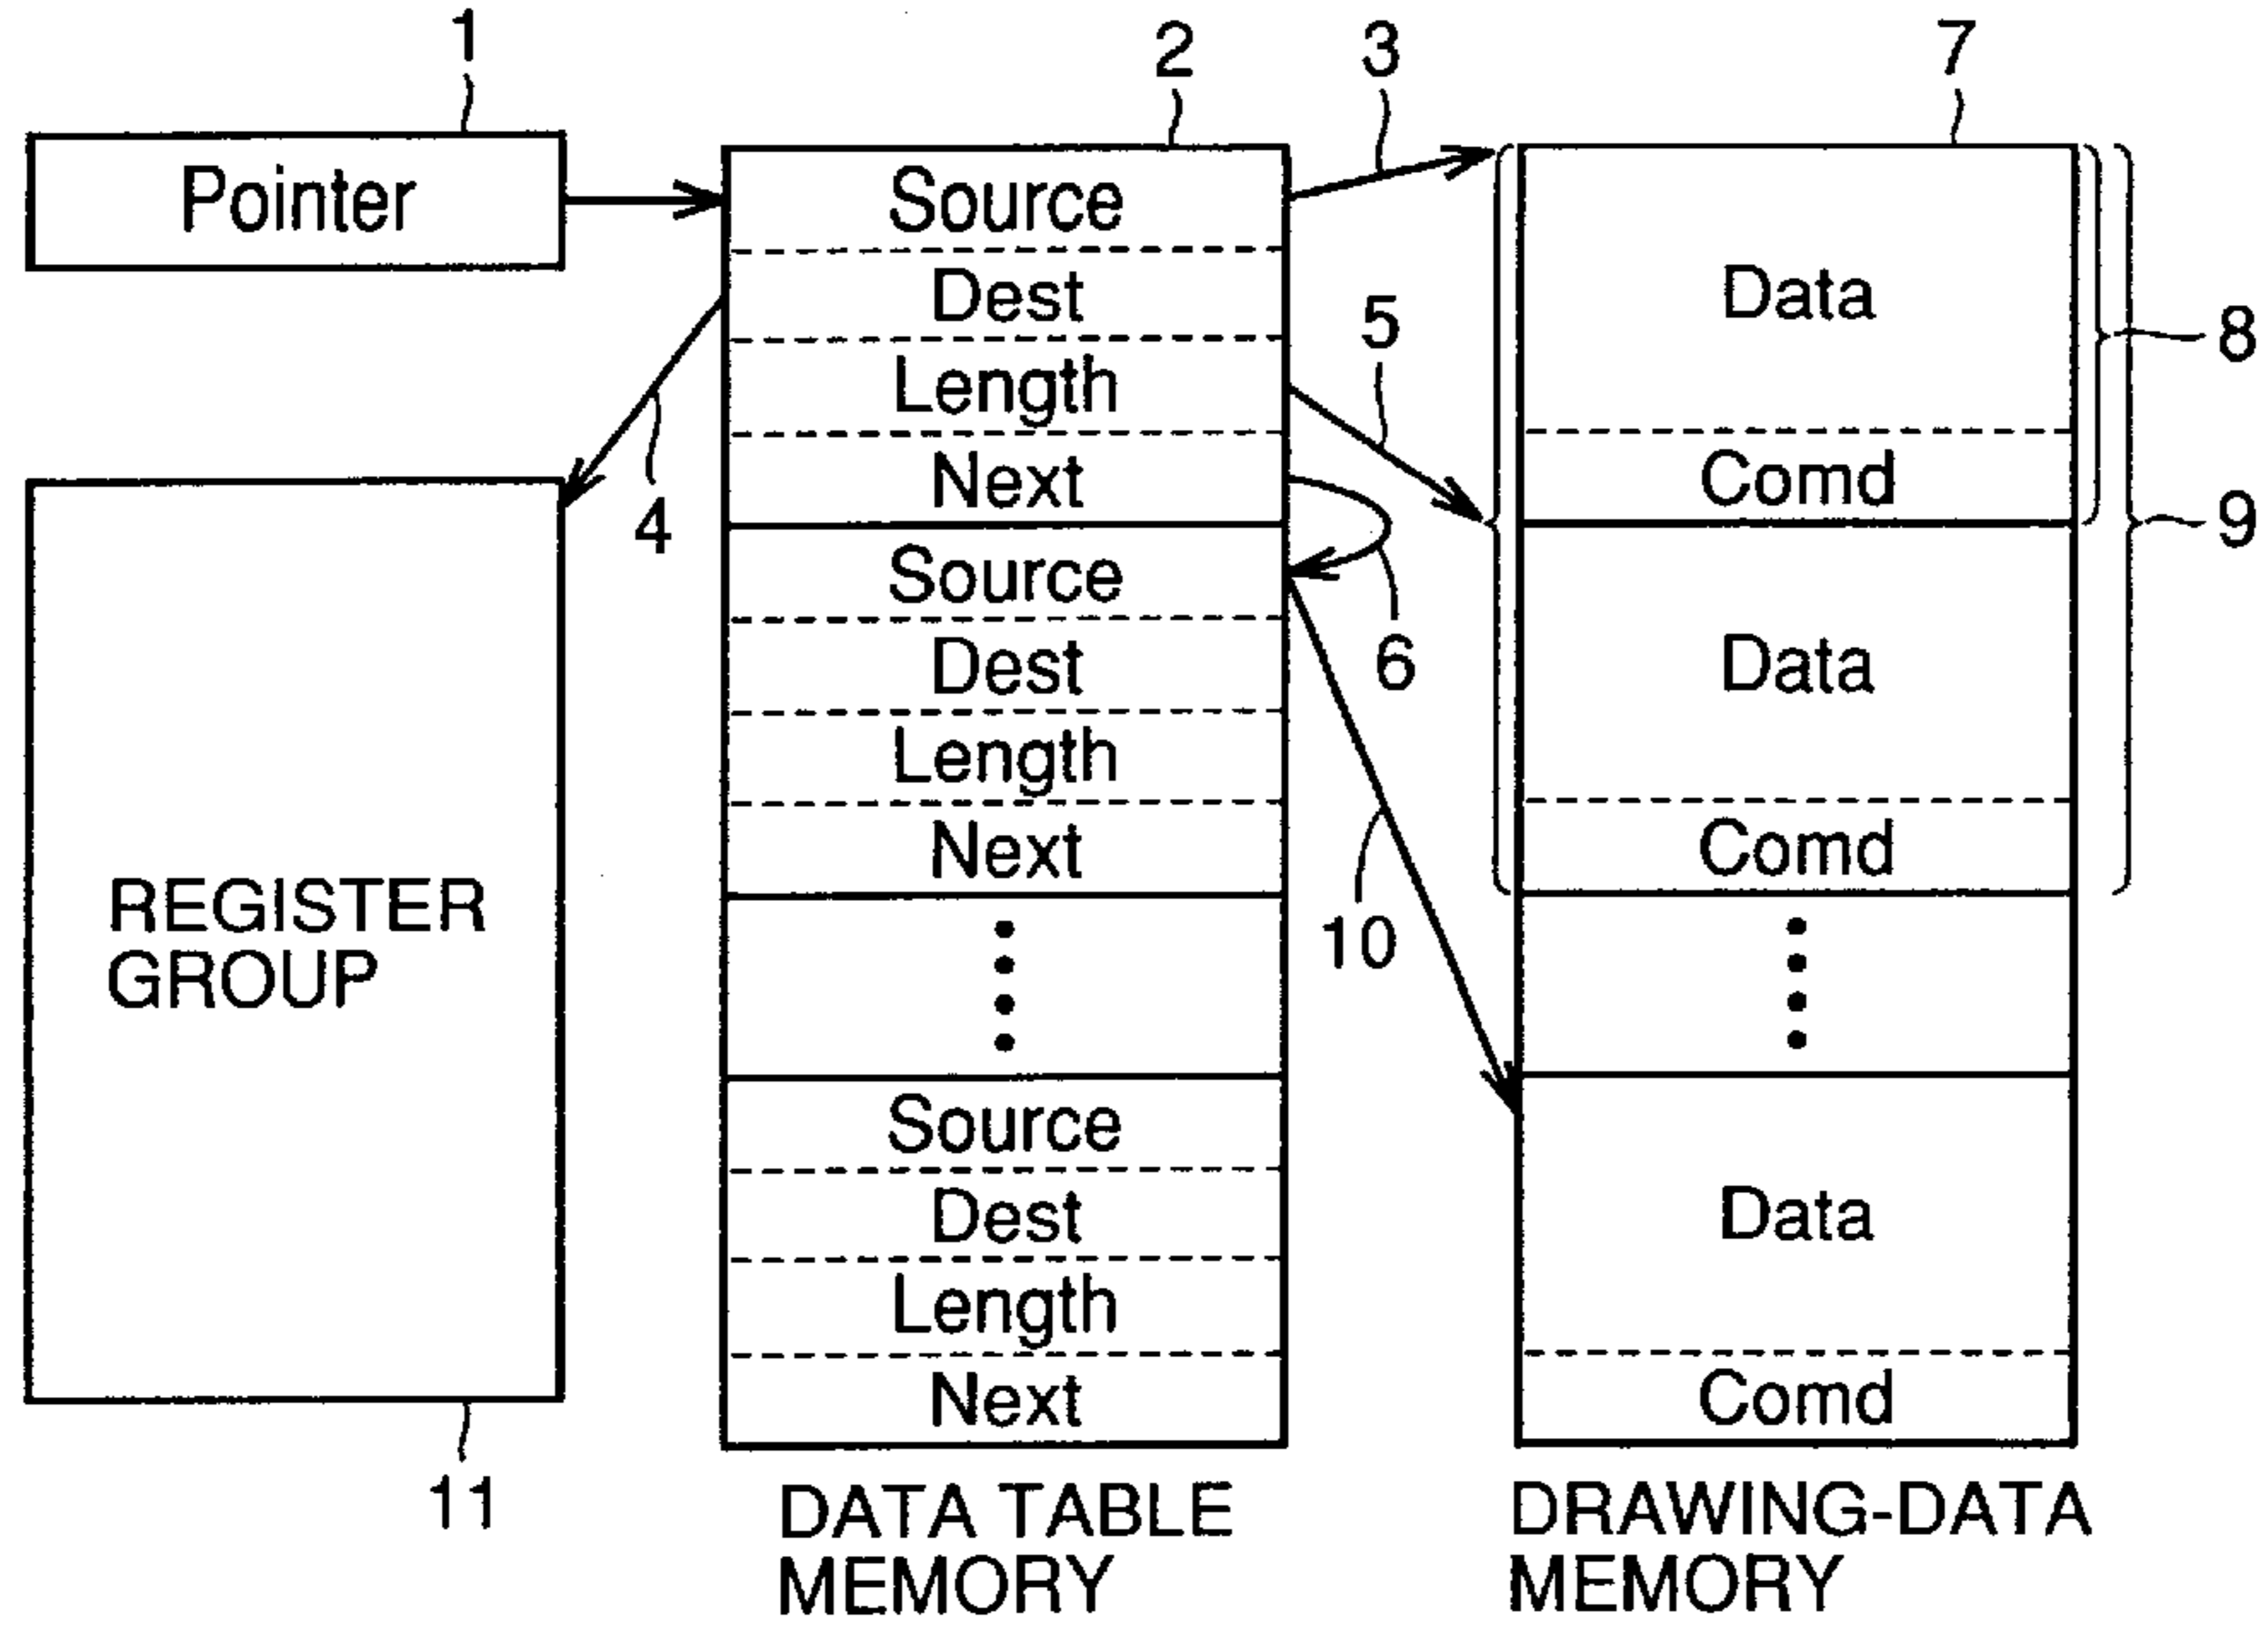 1
2
3
7
Pointer
Source
Dest
Length
Next
Source
Dest
Length
Next
Source
Dest
Length
Next
Data
Comd
Data
Comd
Data
Comd
4
5
6
8
9
10
REGISTER
GROUP
11
DATA TABLE
MEMORY
DRAWING-DATA
MEMORY